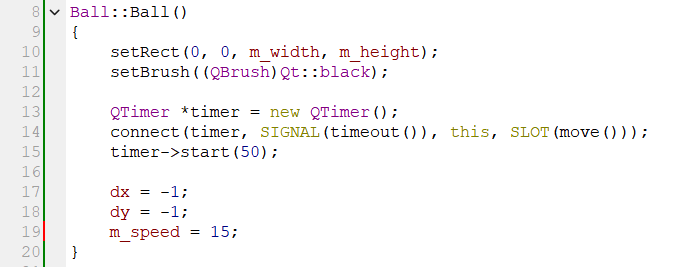 8 Ball::Ball()
9 {
10     setRect(0, 0, m_width, m_height);
11     setBrush((QBrush)Qt::black);
12
13     QTimer *timer = new QTimer();
14     connect(timer, SIGNAL(timeout()), this, SLOT(move()));
15     timer->start(50);
16
17     dx = -1;
18     dy = -1;
19     m_speed = 15;
20 }